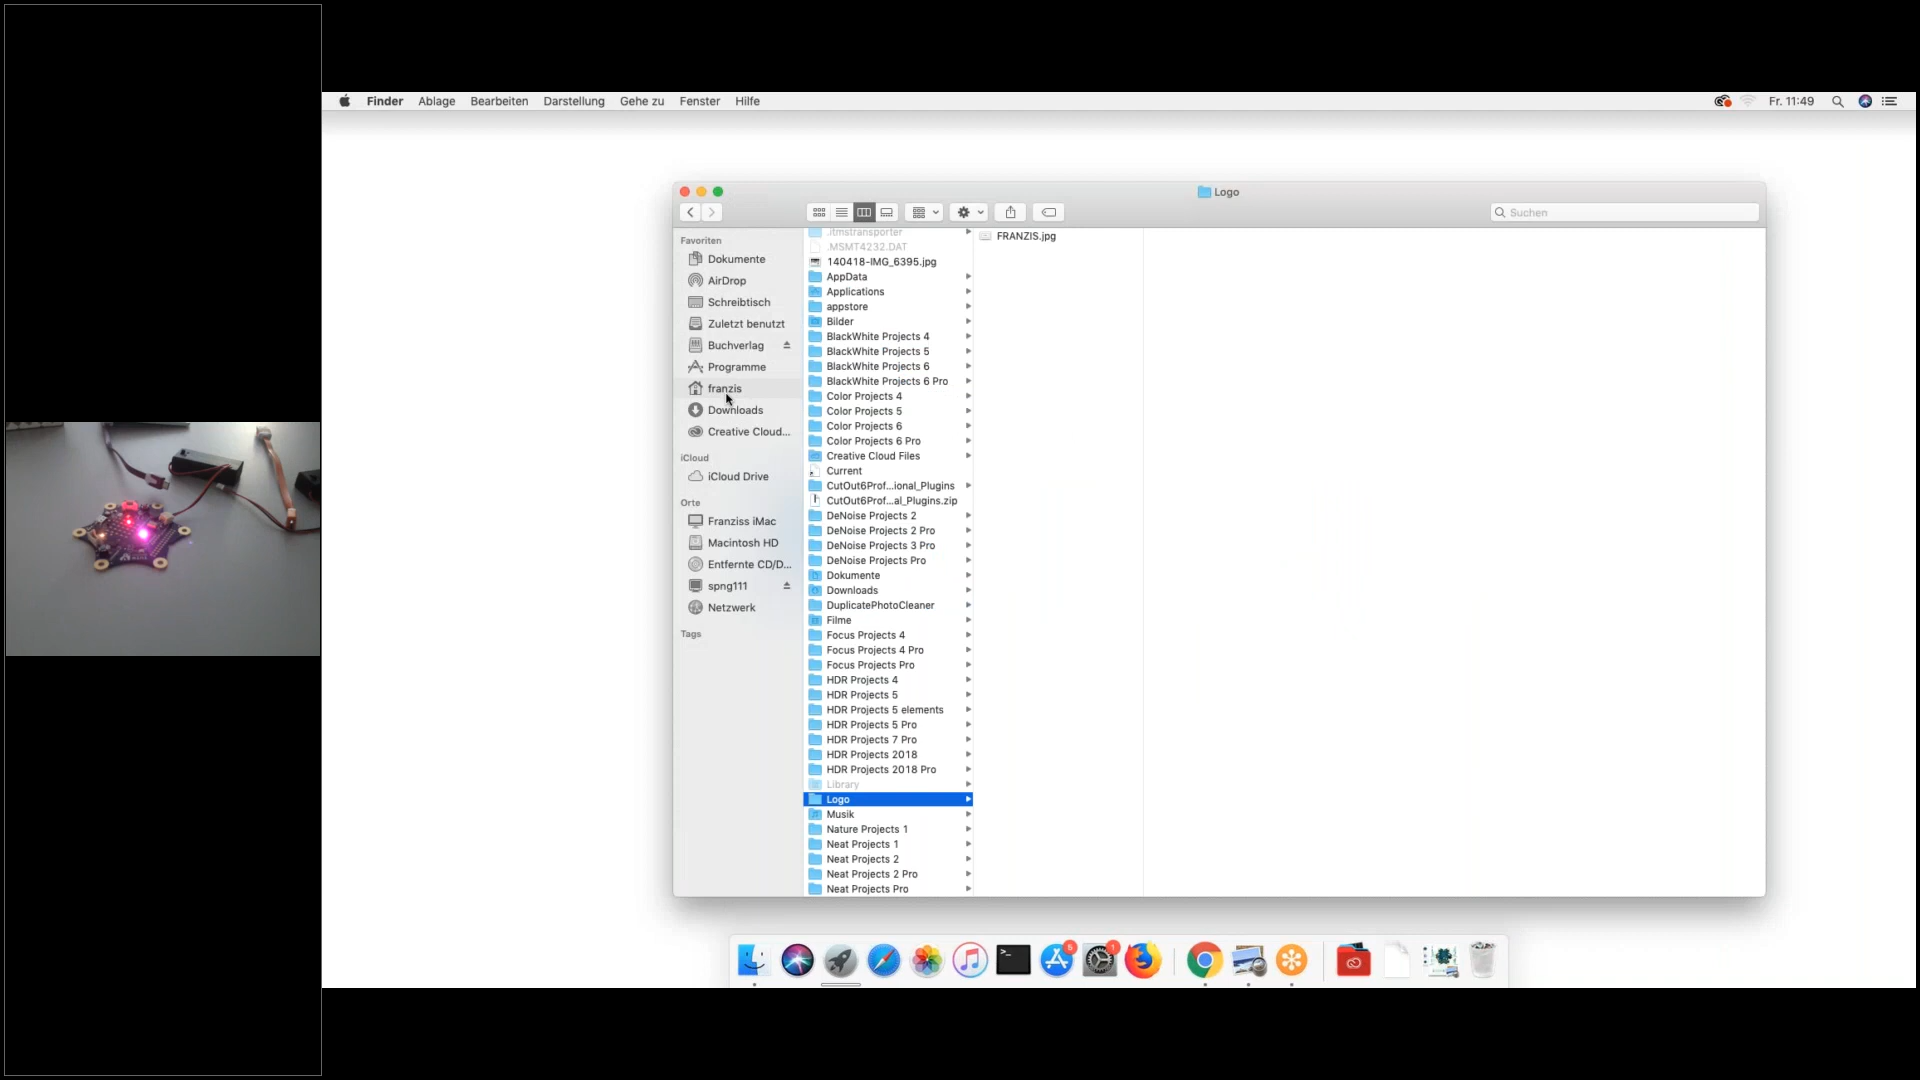 Finder Ablage Bearbeiten Darstellung Gehe zu Fenster Hilfe Fr. 11:49
Logo
Suchen
Favoriten
Dokumente
AirDrop
Schreibtisch
Zuletzt benutzt
Buchverlag
Programme
franzis
Downloads
Creative Cloud...
iCloud
iCloud Drive
Orte
Franziss iMac
Macintosh HD
Entfernte CD/D...
spng111
Netzwerk
Tags
.itmstransporter
.MSMT4232.DAT
140418-IMG_6395.jpg
AppData
Applications
appstore
Bilder
BlackWhite Projects 4
BlackWhite Projects 5
BlackWhite Projects 6
BlackWhite Projects 6 Pro
Color Projects 4
Color Projects 5
Color Projects 6
Color Projects 6 Pro
Creative Cloud Files
Current
CutOut6Prof...ional_Plugins
CutOut6Prof...al_Plugins.zip
DeNoise Projects 2
DeNoise Projects 2 Pro
DeNoise Projects 3 Pro
DeNoise Projects Pro
Dokumente
Downloads
DuplicatePhotoCleaner
Filme
Focus Projects 4
Focus Projects 4 Pro
Focus Projects Pro
HDR Projects 4
HDR Projects 5
HDR Projects 5 elements
HDR Projects 5 Pro
HDR Projects 7 Pro
HDR Projects 2018
HDR Projects 2018 Pro
Library
Logo
Musik
Nature Projects 1
Neat Projects 1
Neat Projects 2
Neat Projects 2 Pro
Neat Projects Pro
FRANZIS.jpg
5
1